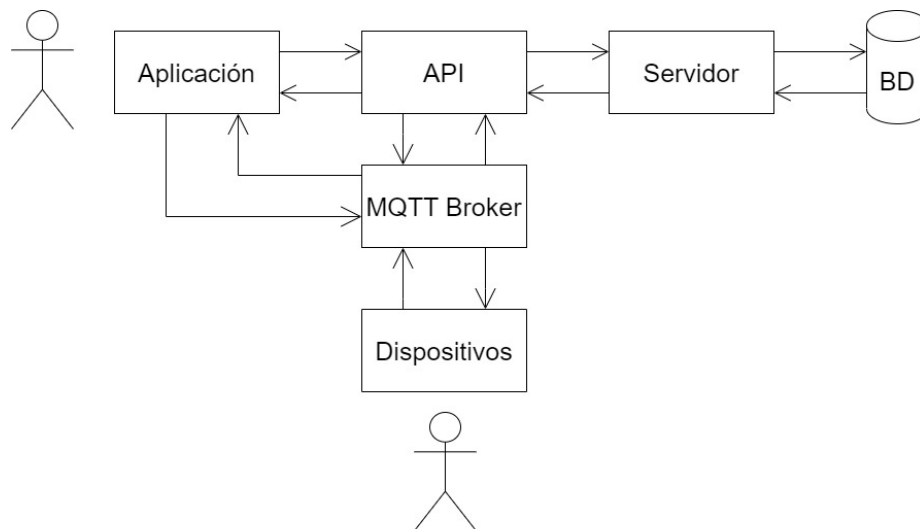 Aplicación
API
Servidor
BD
MQTT Broker
Dispositivos